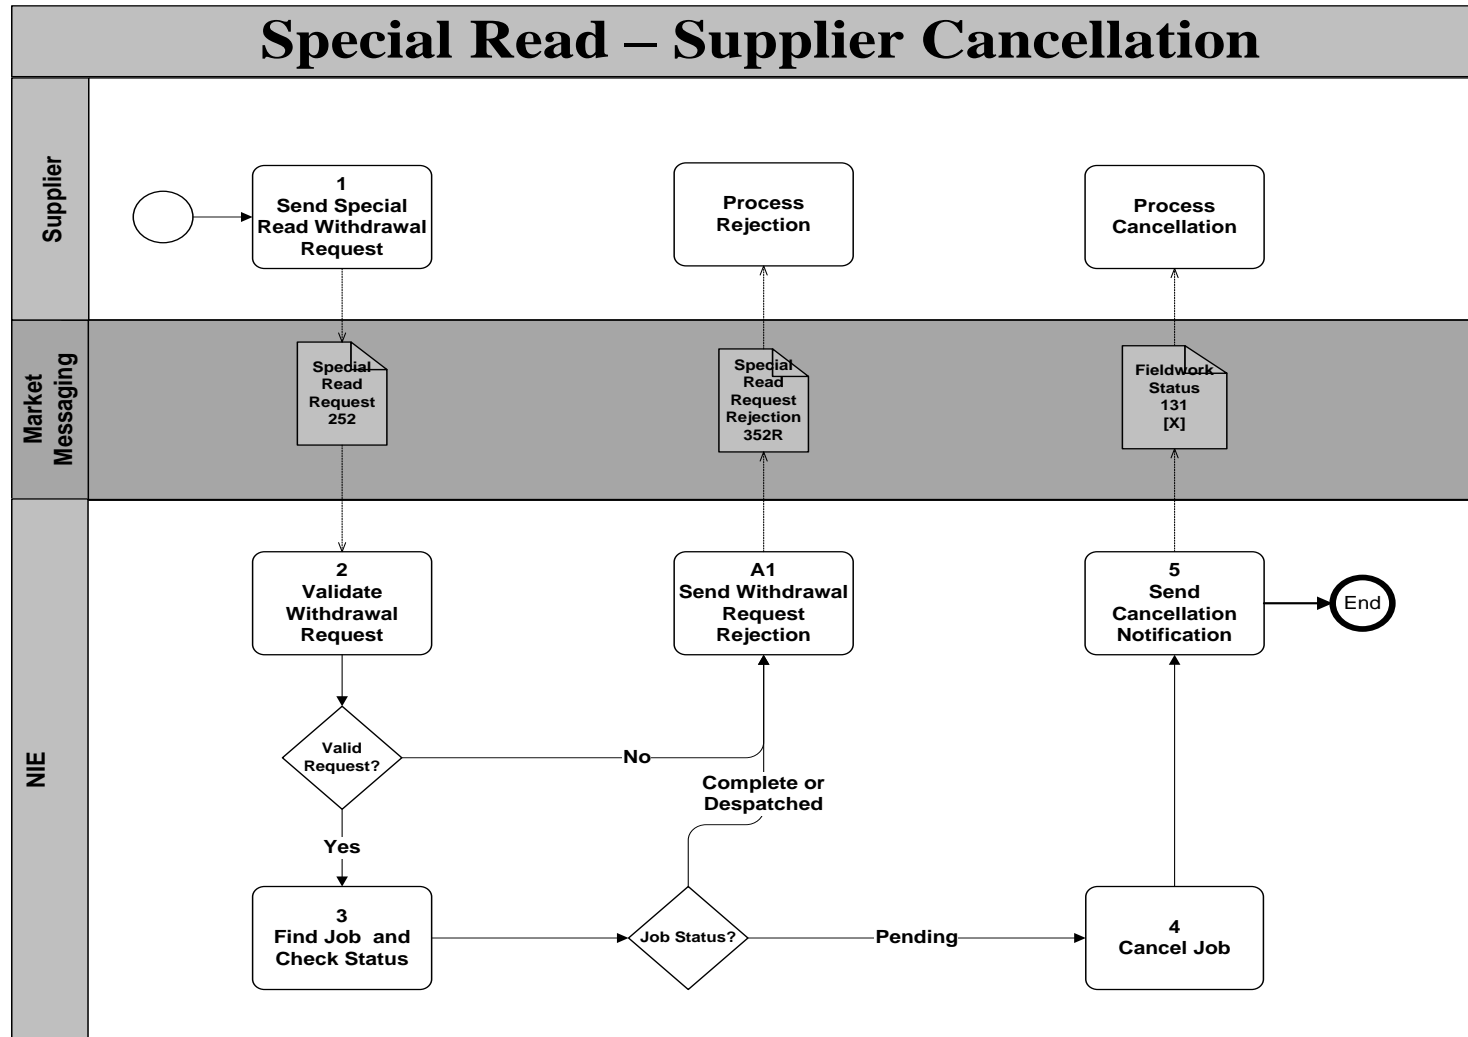 Special Read – Supplier Cancellation
Supplier
1
Send Special
Read Withdrawal
Request
Process
Rejection
Process
Cancellation
Market
Messaging
Special
Read
Request
252
Special
Read
Request
Rejection
352R
Fieldwork
Status
131
[X]
NIE
2
Validate
Withdrawal
Request
A1
Send Withdrawal
Request
Rejection
5
Send
Cancellation
Notification
End
Valid
Request?
No
Complete or
Despatched
Yes
3
Find Job and
Check Status
Job Status?
Pending
4
Cancel Job